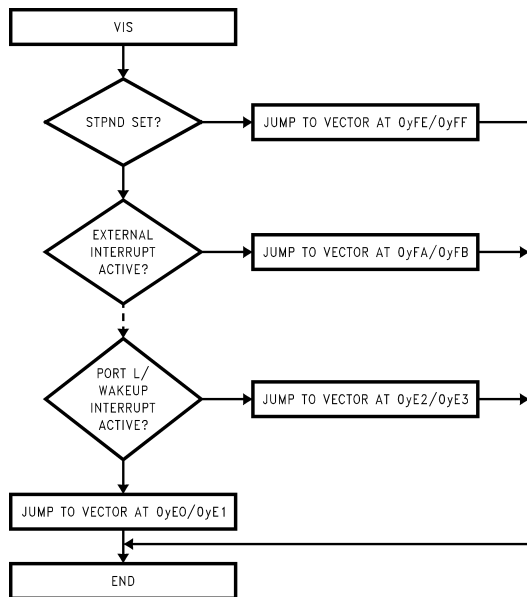 VIS
STPND SET?
JUMP TO VECTOR AT 0yFE/0yFF
EXTERNAL
INTERRUPT
ACTIVE?
JUMP TO VECTOR AT 0yFA/0yFB
PORT L/
WAKEUP
INTERRUPT
ACTIVE?
JUMP TO VECTOR AT 0yE2/0yE3
JUMP TO VECTOR AT 0yE0/0yE1
END